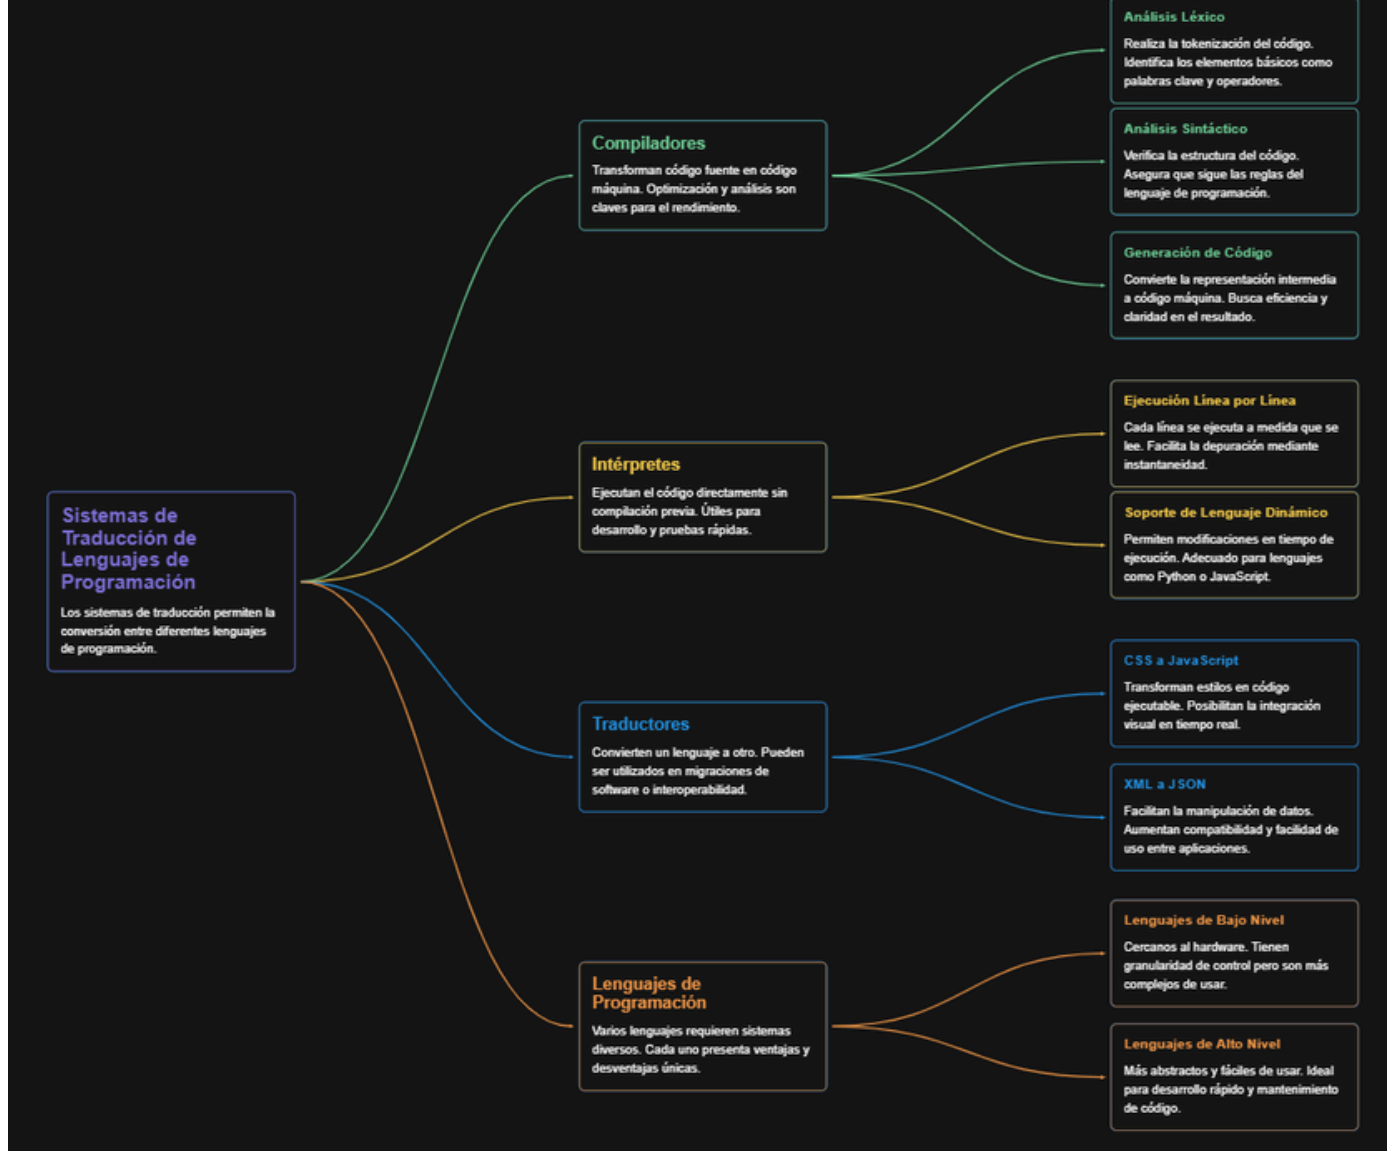 Sistemas de
Traducción de
Lenguajes de
Programación
Los sistemas de traducción permiten la
conversión entre diferentes lenguajes
de programación.
Compiladores
Transforman código fuente en código
máquina. Optimización y análisis son
claves para el rendimiento.
Análisis Léxico
Realiza la tokenización del código.
Identifica los elementos básicos como
palabras clave y operadores.
Análisis Sintáctico
Verifica la estructura del código.
Asegura que sigue las reglas del
lenguaje de programación.
Generación de Código
Convierte la representación intermedia
a código máquina. Busca eficiencia y
claridad en el resultado.
Intérpretes
Ejecutan el código directamente sin
compilación previa. Útiles para
desarrollo y pruebas rápidas.
Ejecución Línea por Línea
Cada línea se ejecuta a medida que se
lee. Facilita la depuración mediante
instantaneidad.
Soporte de Lenguaje Dinámico
Permiten modificaciones en tiempo de
ejecución. Adecuado para lenguajes
como Python o JavaScript.
Traductores
Convierten un lenguaje a otro. Pueden
ser utilizados en migraciones de
software o interoperabilidad.
CSS a JavaScript
Transforman estilos en código
ejecutable. Posibilitan la integración
visual en tiempo real.
XML a JSON
Facilitan la manipulación de datos.
Aumentan compatibilidad y facilidad de
uso entre aplicaciones.
Lenguajes de
Programación
Varios lenguajes requieren sistemas
diversos. Cada uno presenta ventajas y
desventajas únicas.
Lenguajes de Bajo Nivel
Cercanos al hardware. Tienen
granularidad de control pero son más
complejos de usar.
Lenguajes de Alto Nivel
Más abstractos y fáciles de usar. Ideal
para desarrollo rápido y mantenimiento
de código.